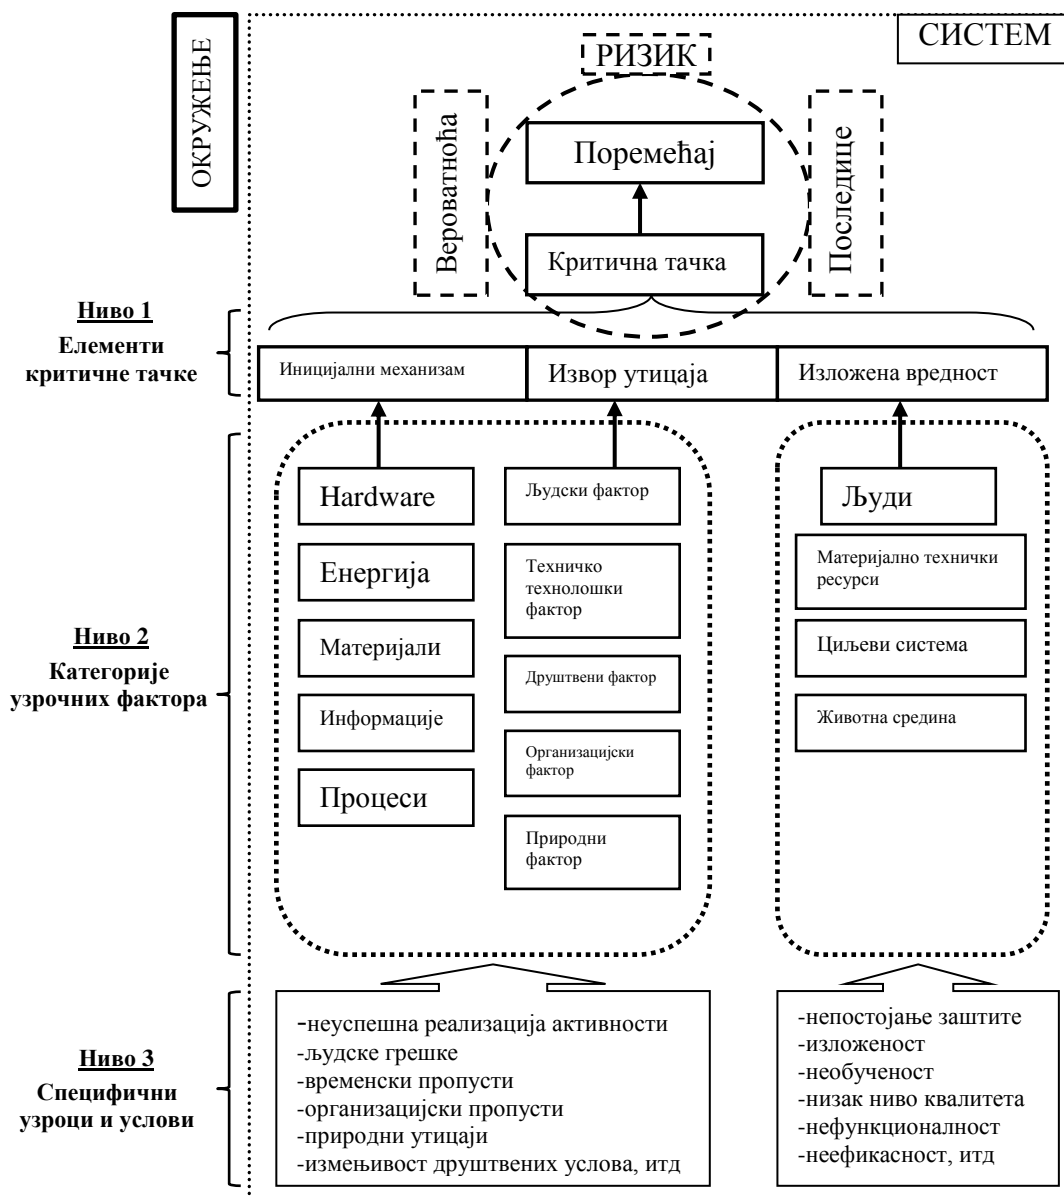 ОКРУЖЕЊЕ
СИСТЕМ
РИЗИК
Вероватноћа
Поремећај
Последице
Критична тачка
Ниво 1
Елементи
критичне тачке
Иницијални механизам
Извор утицаја
Изложена вредност
Ниво 2
Категорије
узрочних фактора
Hardware
Енергија
Материјали
Информације
Процеси
Људски фактор
Техничко
технолошки
фактор
Друштвени фактор
Организацијски
фактор
Природни
фактор
Људи
Материјално технички
ресурси
Циљеви система
Животна средина
Ниво 3
Специфични
узроци и услови
-неуспешна реализација активности
-људске грешке
-временски пропусти
-организацијски пропусти
-природни утицаји
-измењивост друштвених услова, итд
-непостојање заштите
-изложеност
-необученост
-низак ниво квалитета
-нефункционалност
-неефикасност, итд